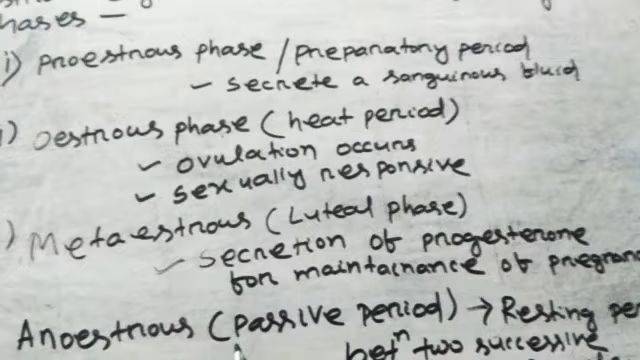 hases —
i) Proestrous phase / preparatory period
– secrete a sanguinous fluid
) Oestrous phase (heat period)
– ovulation occurs
– sexually responsive
) Metaestrous (Luteal phase)
– secretion of progesterone
for maintainance of pregnan
Anoestrous (passive period) → Resting pe
betⁿ two successive